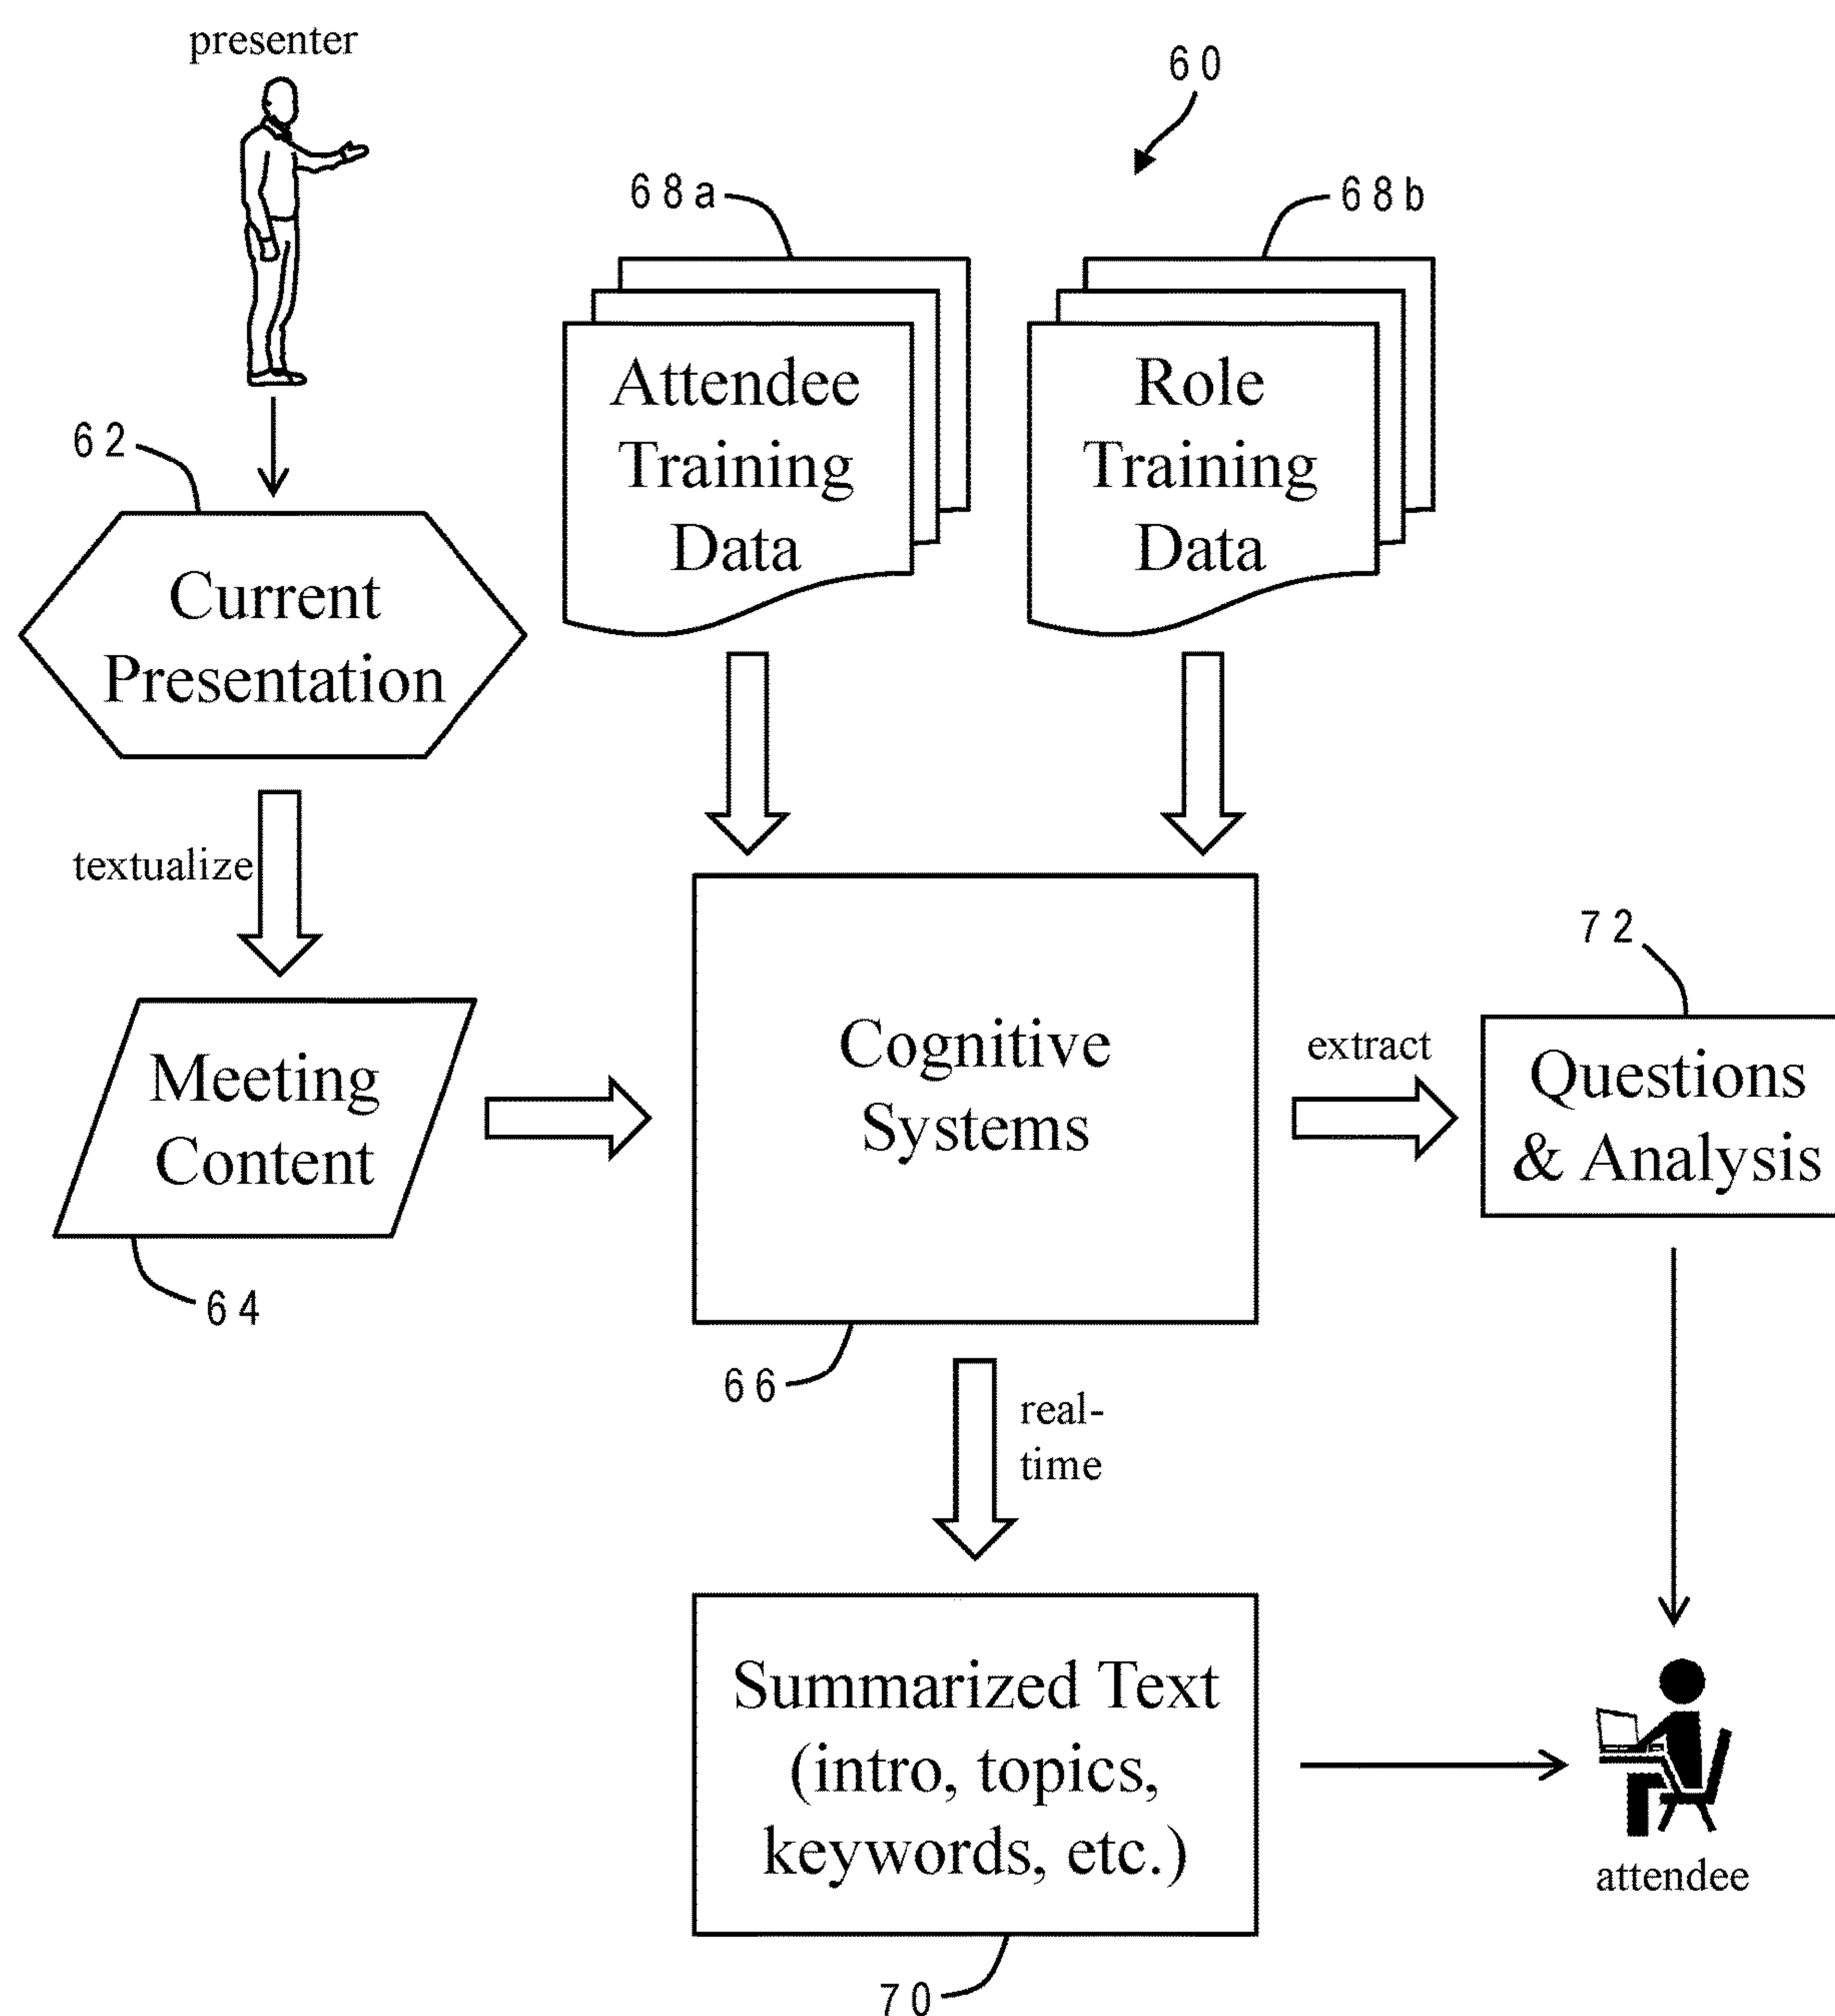 presenter
60
68a
68b
Attendee
Training
Data
Role
Training
Data
62
Current
Presentation
textualize
Meeting
Content
64
Cognitive
Systems
66
extract
72
Questions
& Analysis
real-
time
Summarized Text
(intro, topics,
keywords, etc.)
70
attendee